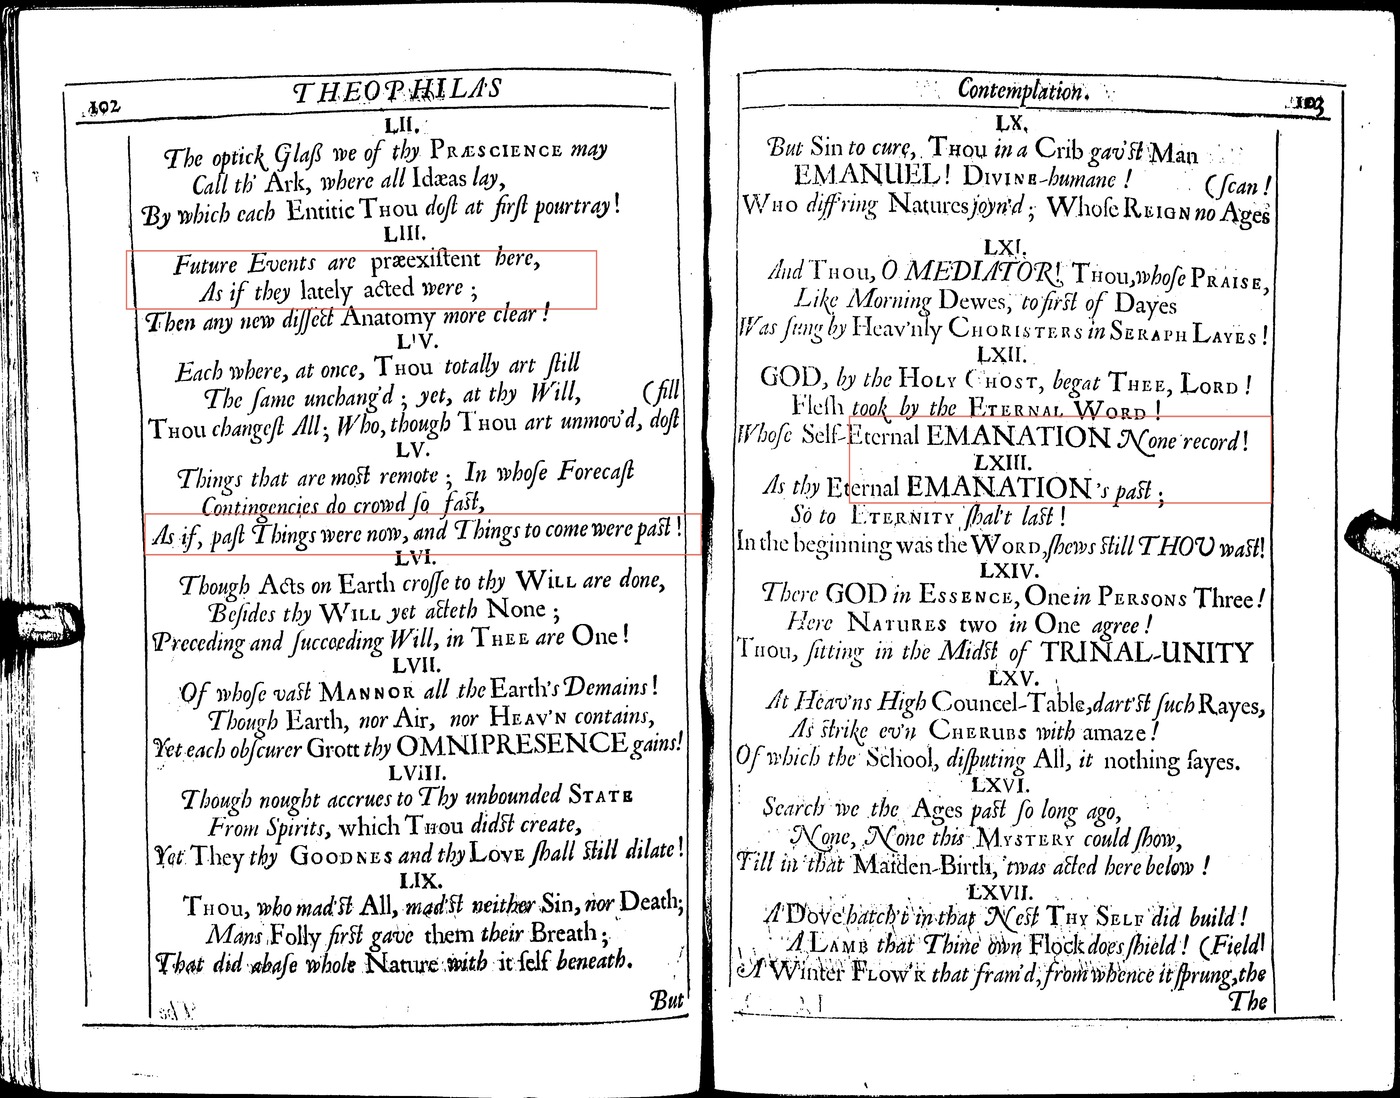 102 THEOPHILAS
LII.
The optick Glaſs we of thy PRÆSCIENCE may
Call th' Ark, where all Idæas lay,
By which each Entitie THOU doſt at firſt pourtray!
LIII.
Future Events are præexiſtent here,
As if they lately acted were;
Then any new diſſect Anatomy more clear!
LIV.
Each where, at once, THOU totally art ſtill
The ſame unchang'd; yet, at thy Will, (fill
THOU changeſt All; Who, though THOU art unmov'd, doſt
LV.
Things that are moſt remote; In whoſe Forecaſt
Contingencies do crowd ſo faſt,
As if, paſt Things were now, and Things to come were paſt!
LVI.
Though Acts on Earth croſſe to thy WILL are done,
Beſides thy WILL yet acteth None;
Preceding and ſucceeding Will, in THEE are One!
LVII.
Of whoſe vaſt MANNOR all the Earth's Demains!
Though Earth, nor Air, nor HEAV'N contains,
Yet each obſcurer Grott thy OMNIPRESENCE gains!
LVIII.
Though nought accrues to Thy unbounded STATE
From Spirits, which THOU didſt create,
Yet They thy GOODNES and thy LOVE ſhall ſtill dilate!
LIX.
THOU, who mad'ſt All, mad'ſt neither Sin, nor Death;
Mans Folly firſt gave them their Breath;
That did abaſe whole Nature with it ſelf beneath.
But
Contemplation. 103
LX.
But Sin to cure, THOU in a Crib gav'ſt Man
EMANUEL! DIVINE-humane! (ſcan!
WHO diff'ring Natures joyn'd; Whoſe REIGN no Ages
LXI.
And THOU, O MEDIATOR!, THOU, whoſe PRAISE,
Like Morning Dewes, to firſt of Dayes
Was ſung by Heav'nly CHORISTERS in SERAPH LAYES!
LXII.
GOD, by the HOLY GHOST, begat THEE, LORD!
Fleſh took by the ETERNAL WORD!
Whoſe Self-Eternal EMANATION None record!
LXIII.
As thy Eternal EMANATION's paſt;
So to ETERNITY ſhal't laſt!
In the beginning was the WORD, ſhews ſtill THOU waſt!
LXIV.
There GOD in ESSENCE, One in PERSONS Three!
Here NATURES two in One agree!
THOU, ſitting in the Midſt of TRINAL-UNITY
LXV.
At Heav'ns High Councel-Table, dart'ſt ſuch Rayes,
As ſtrike ev'n CHERUBS with amaze!
Of which the School, diſputing All, it nothing ſayes.
LXVI.
Search we the Ages paſt ſo long ago,
None, None this MYSTERY could ſhow,
Till in that Maiden-Birth, 'twas acted here below!
LXVII.
A Dove hatch't in that Neſt THY SELF did build!
A LAMB that Thine own Flock does ſhield! (Field!
A Winter FLOW'R that fram'd, from whence it ſprung, the
The